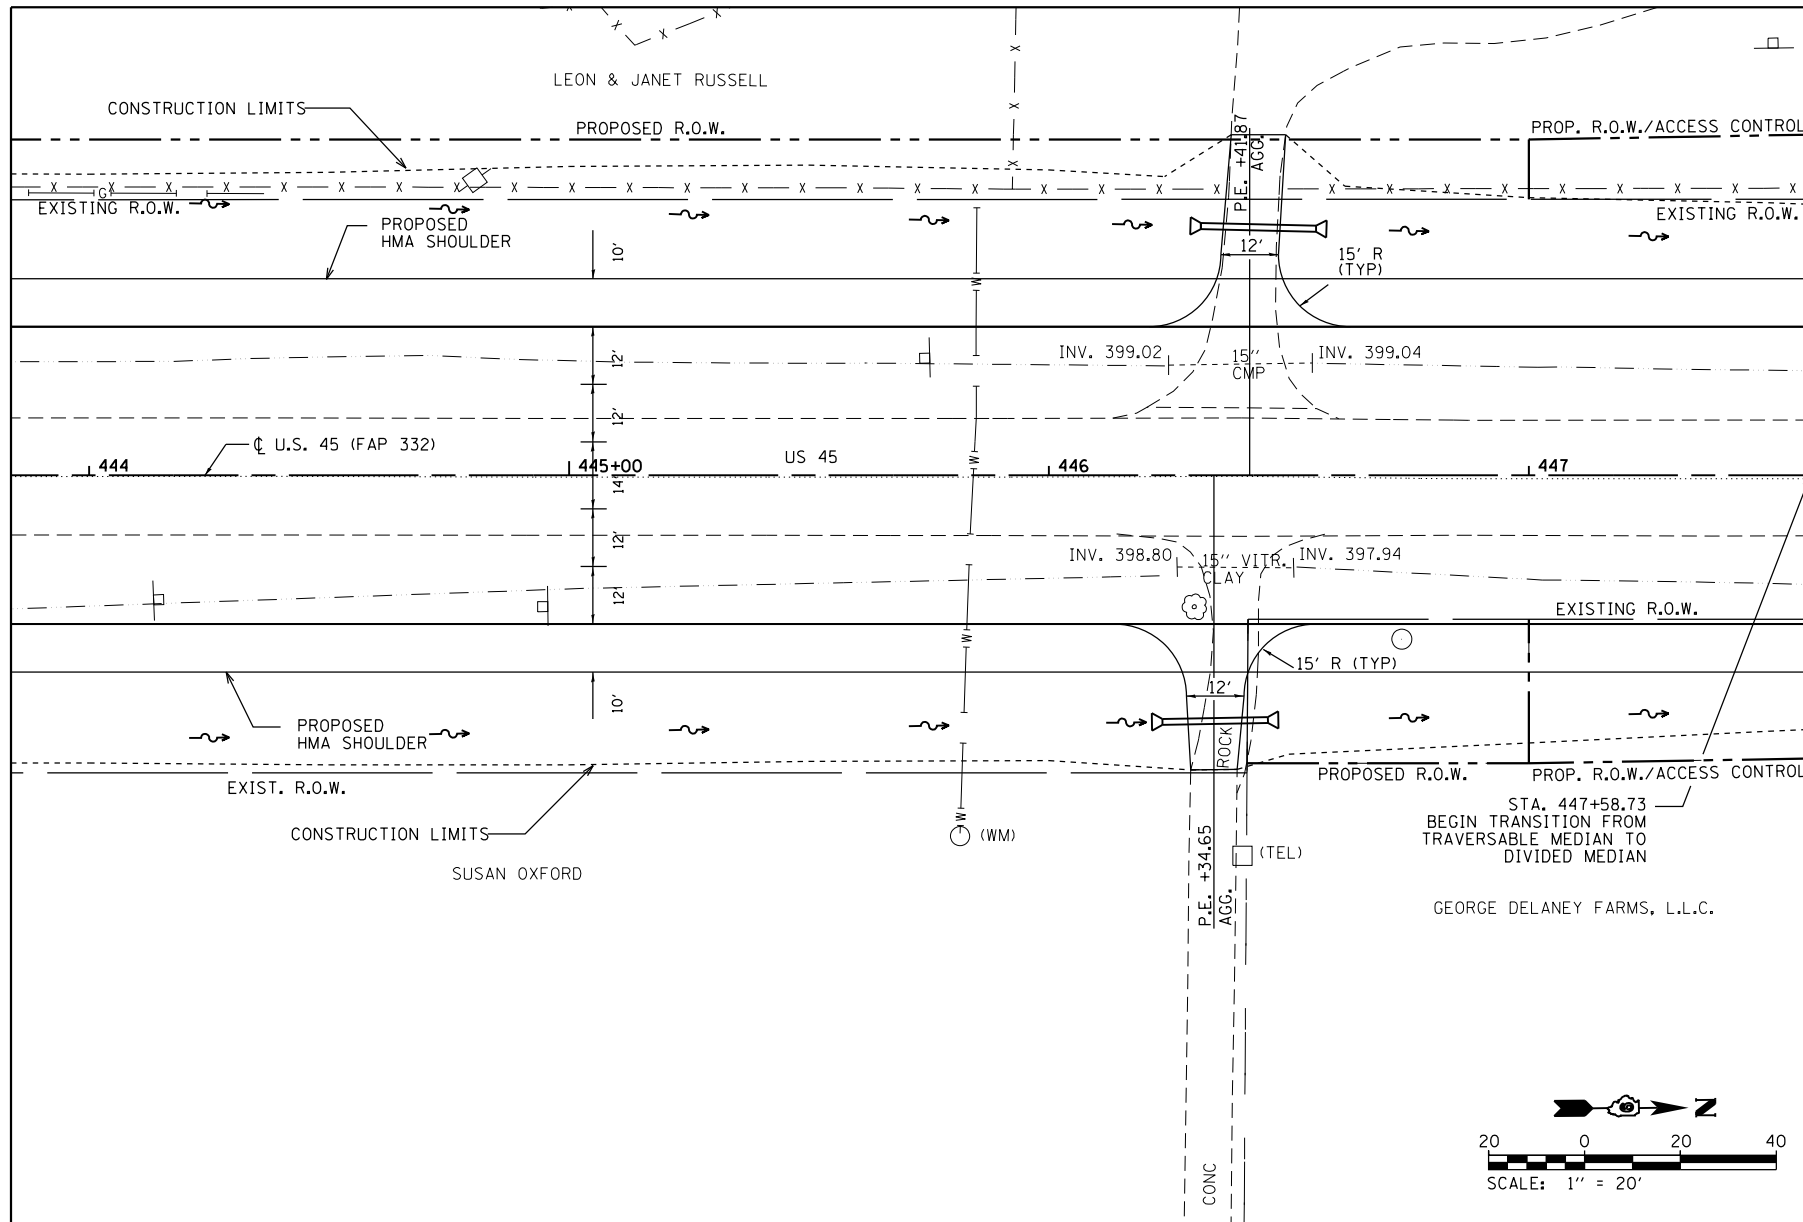 LEON & JANET RUSSELL
CONSTRUCTION LIMITS
PROPOSED R.O.W.
PROP. R.O.W./ACCESS CONTROL
P.E. +41.87
AGG.
G
EXISTING R.O.W.
EXISTING R.O.W.
PROPOSED
HMA SHOULDER
10'
12'
15' R
(TYP)
W
12'
INV. 399.02
15''
CMP
INV. 399.04
12'
℄ U.S. 45 (FAP 332)
US 45
W
444
445+00
446
447
14'
12'
INV. 398.80
15'' VITR.
CLAY
INV. 397.94
12'
EXISTING R.O.W.
W
15' R (TYP)
12'
10'
PROPOSED
HMA SHOULDER
ROCK
EXIST. R.O.W.
PROPOSED R.O.W.
PROP. R.O.W./ACCESS CONTROL
W
CONSTRUCTION LIMITS
(WM)
P.E. +34.65
AGG.
(TEL)
STA. 447+58.73
BEGIN TRANSITION FROM
TRAVERSABLE MEDIAN TO
DIVIDED MEDIAN
SUSAN OXFORD
GEORGE DELANEY FARMS, L.L.C.
CONC
N
20 0 20 40
SCALE: 1'' = 20'